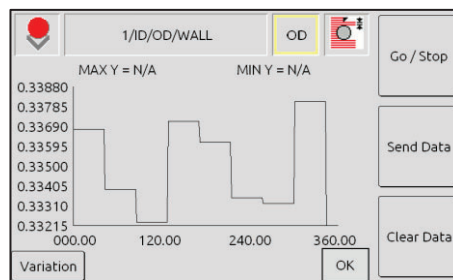 1/ID/OD/WALL
OD
Go / Stop
MAX Y = N/A
MIN Y = N/A
0.33880
0.33785
0.33690
0.33595
0.33500
0.33405
0.33310
0.33215
000.00
120.00
240.00
360.00
Send Data
Clear Data
Variation
OK